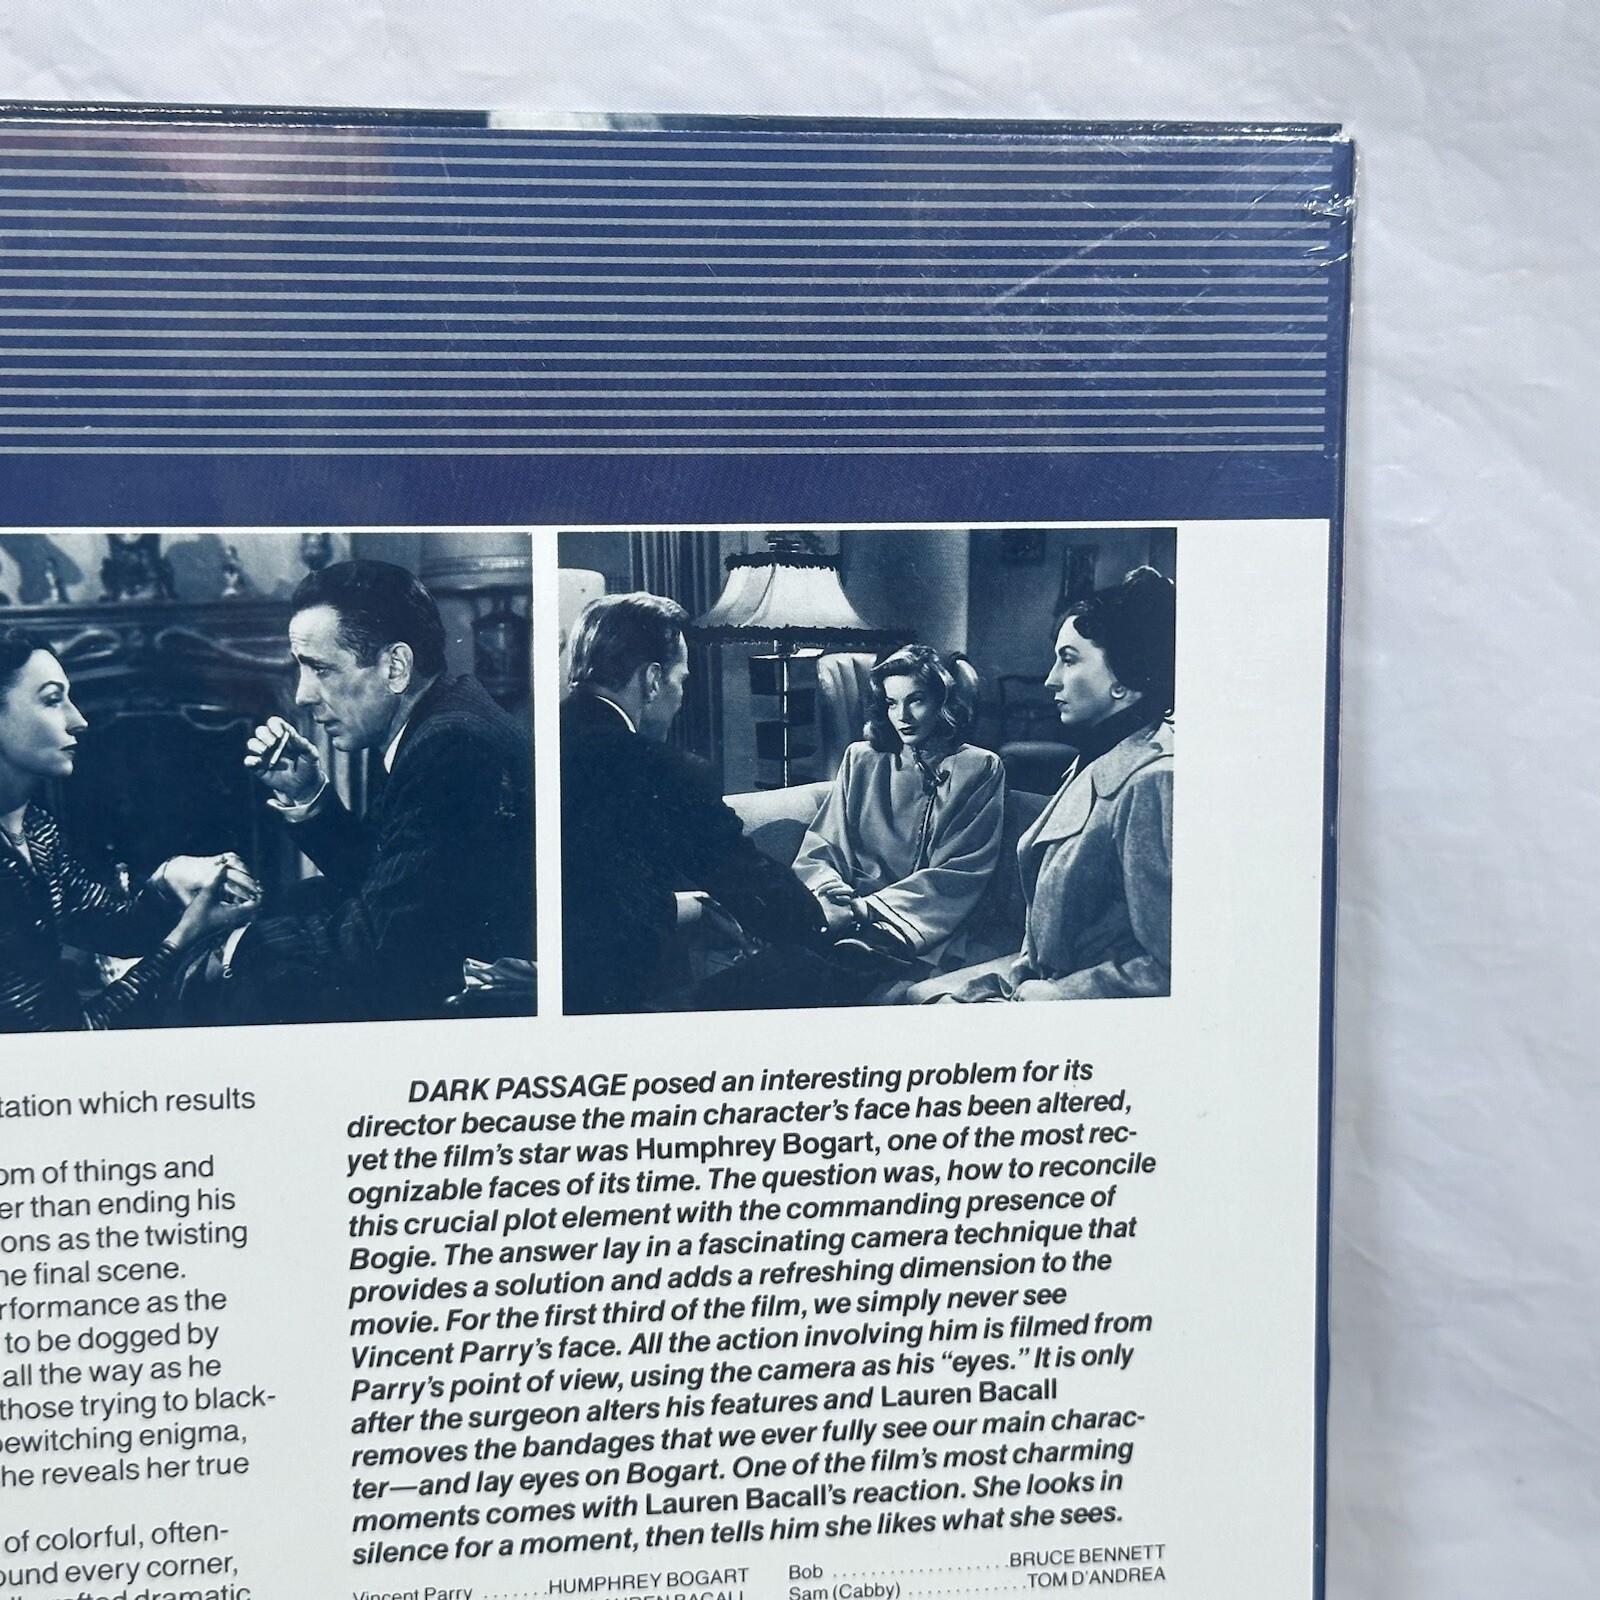 tation which results
om of things and
er than ending his
ons as the twisting
ne final scene.
rformance as the
to be dogged by
all the way as he
those trying to black-
bewitching enigma,
he reveals her true
of colorful, often-
ound every corner,
dramatic
DARK PASSAGE posed an interesting problem for its
director because the main character's face has been altered,
yet the film's star was Humphrey Bogart, one of the most rec-
ognizable faces of its time. The question was, how to reconcile
this crucial plot element with the commanding presence of
Bogie. The answer lay in a fascinating camera technique that
provides a solution and adds a refreshing dimension to the
movie. For the first third of the film, we simply never see
Vincent Parry's face. All the action involving him is filmed from
Parry's point of view, using the camera as his “eyes.” It is only
after the surgeon alters his features and Lauren Bacall
removes the bandages that we ever fully see our main charac-
ter—and lay eyes on Bogart. One of the film's most charming
moments comes with Lauren Bacall's reaction. She looks in
silence for a moment, then tells him she likes what she sees.
Vincent Parry .......HUMPHREY BOGART
LAUREN BACALL
Bob ...................BRUCE BENNETT
Sam (Cabby) .............TOM D'ANDREA